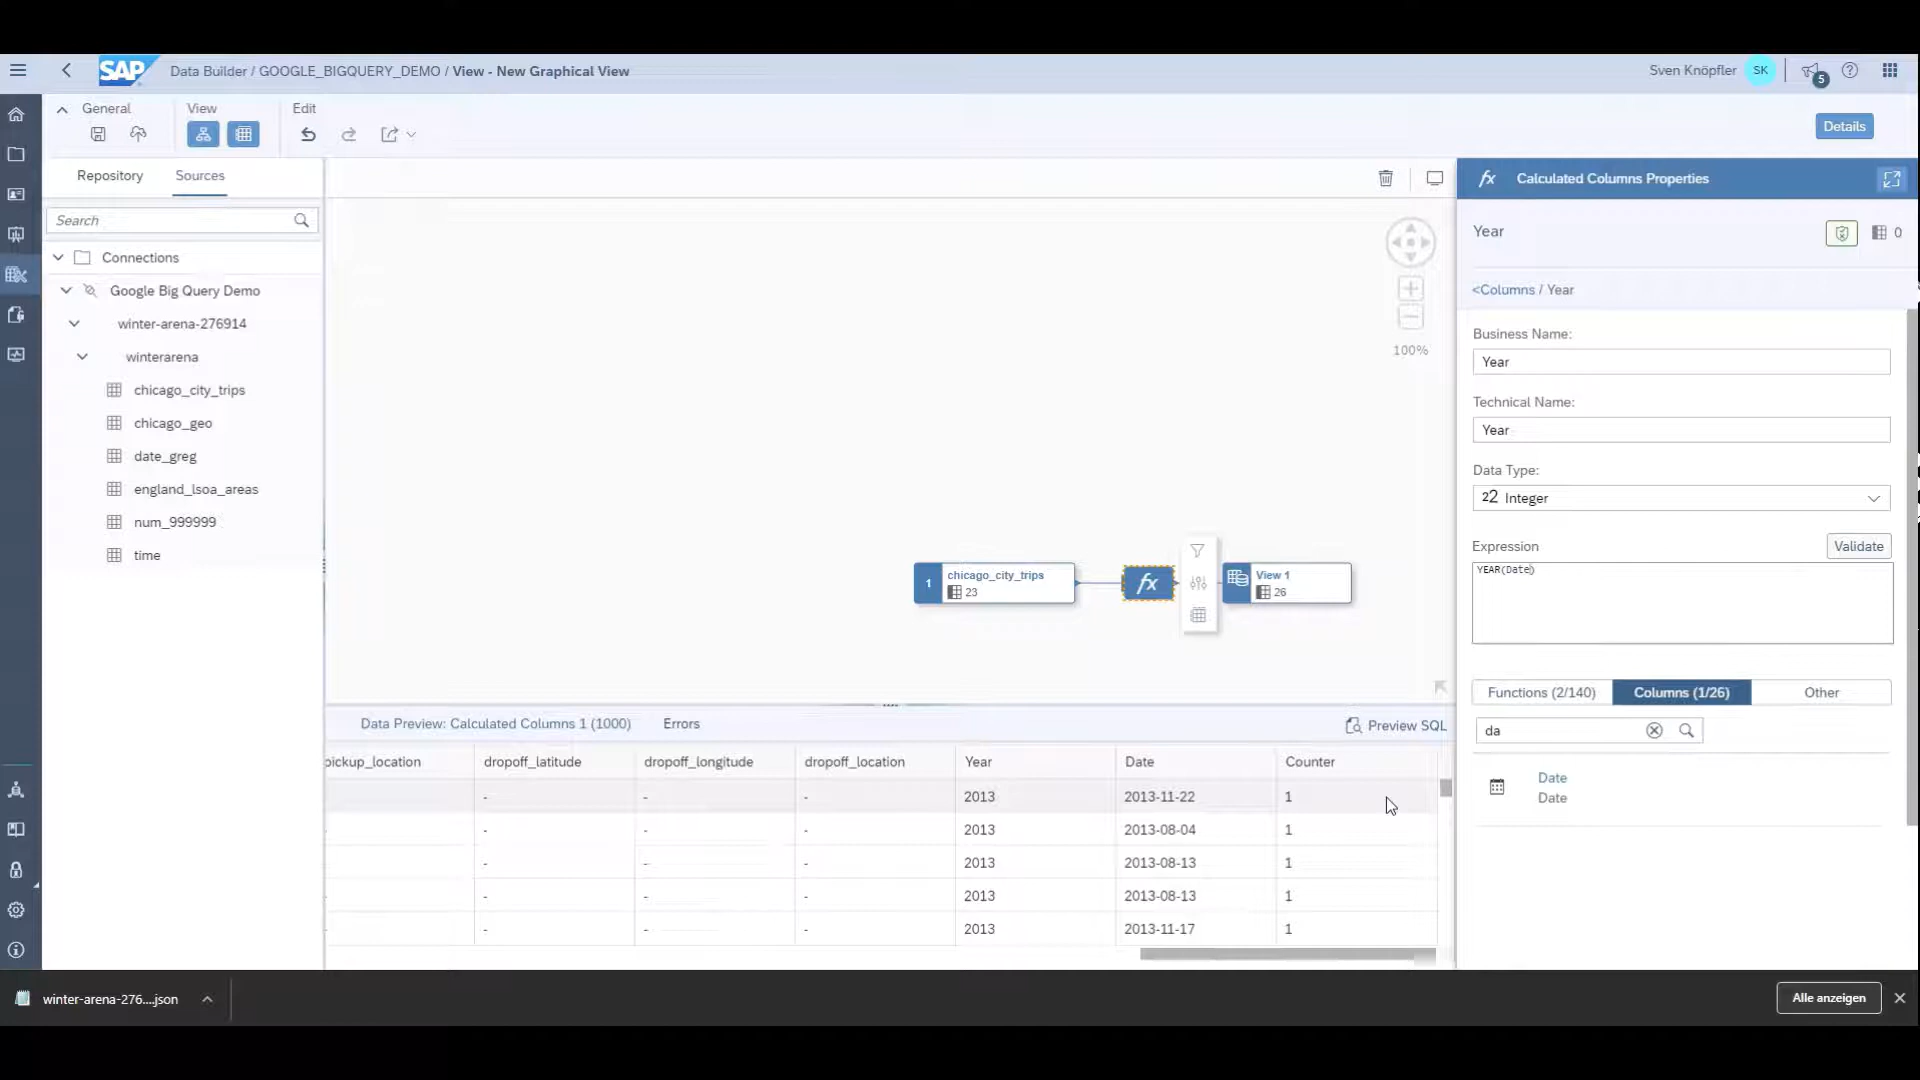 SAP Data Builder / GOOGLE_BIGQUERY_DEMO / View - New Graphical View
Sven Knöpfler SK 5
General View Edit
Details
Repository Sources
Search
Connections
Google Big Query Demo
winter-arena-276914
winterarena
chicago_city_trips
chicago_geo
date_greg
england_lsoa_areas
num_999999
time
100%
1 chicago_city_trips
23
fx
View 1
26
Data Preview: Calculated Columns 1 (1000) Errors Preview SQL
pickup_location dropoff_latitude dropoff_longitude dropoff_location Year Date Counter
- - - 2013 2013-11-22 1
- - - 2013 2013-08-04 1
- - - 2013 2013-08-13 1
- - - 2013 2013-08-13 1
- - - 2013 2013-11-17 1
fx Calculated Columns Properties
Year 0
<Columns / Year
Business Name:
Year
Technical Name:
Year
Data Type:
22 Integer
Expression Validate
YEAR(Date)
Functions (2/140) Columns (1/26) Other
da
Date
Date
winter-arena-276....json
Alle anzeigen